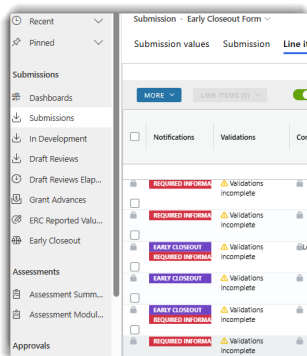 Recent
Pinned
Submissions
Dashboards
Submissions
In Development
Draft Reviews
Draft Reviews Elap...
Grant Advances
ERC Reported Valu...
Early Closeout
Assessments
Assessment Summ...
Assessment Modul...
Approvals
Submission · Early Closeout Form
Submission values Submission Line it
MORE LINE ITEMS (0)
Notifications Validations Cor
REQUIRED INFORMA Validations incomplete
REQUIRED INFORMA Validations incomplete
EARLY CLOSEOUT Validations
REQUIRED INFORMA incomplete
EARLY CLOSEOUT Validations incomplete
EARLY CLOSEOUT Validations
REQUIRED INFORMA incomplete
REQUIRED INFORMA Validations incomplete